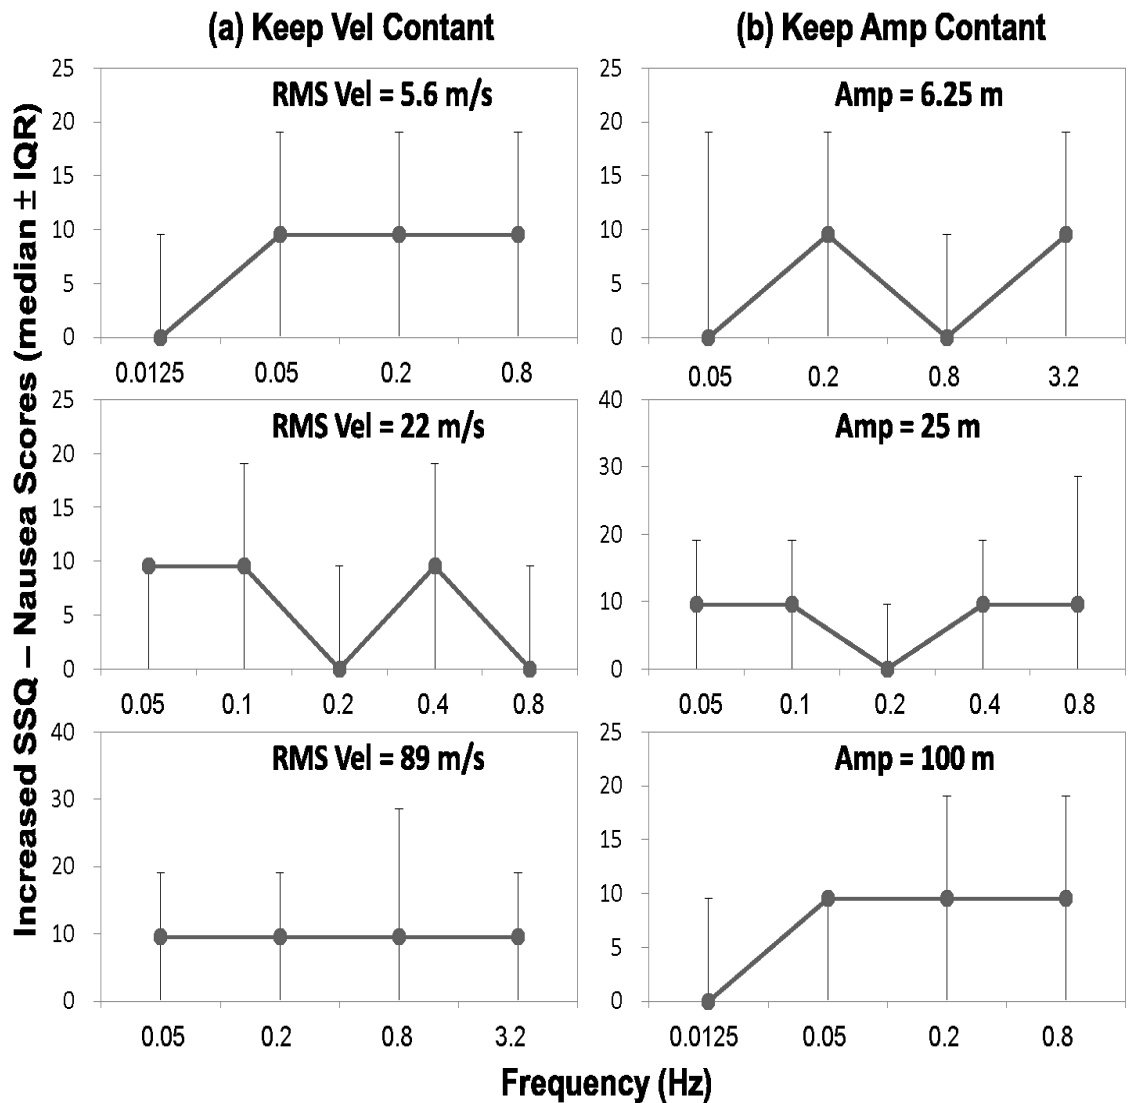 (a) Keep Vel Contant
(b) Keep Amp Contant
Increased SSQ – Nausea Scores (median ± IQR)
RMS Vel = 5.6 m/s
25
20
15
10
5
0
0.0125 0.05 0.2 0.8
Amp = 6.25 m
25
20
15
10
5
0
0.05 0.2 0.8 3.2
RMS Vel = 22 m/s
25
20
15
10
5
0
0.05 0.1 0.2 0.4 0.8
Amp = 25 m
40
30
20
10
0
0.05 0.1 0.2 0.4 0.8
RMS Vel = 89 m/s
40
30
20
10
0
0.05 0.2 0.8 3.2
Amp = 100 m
25
20
15
10
5
0
0.0125 0.05 0.2 0.8
Frequency (Hz)